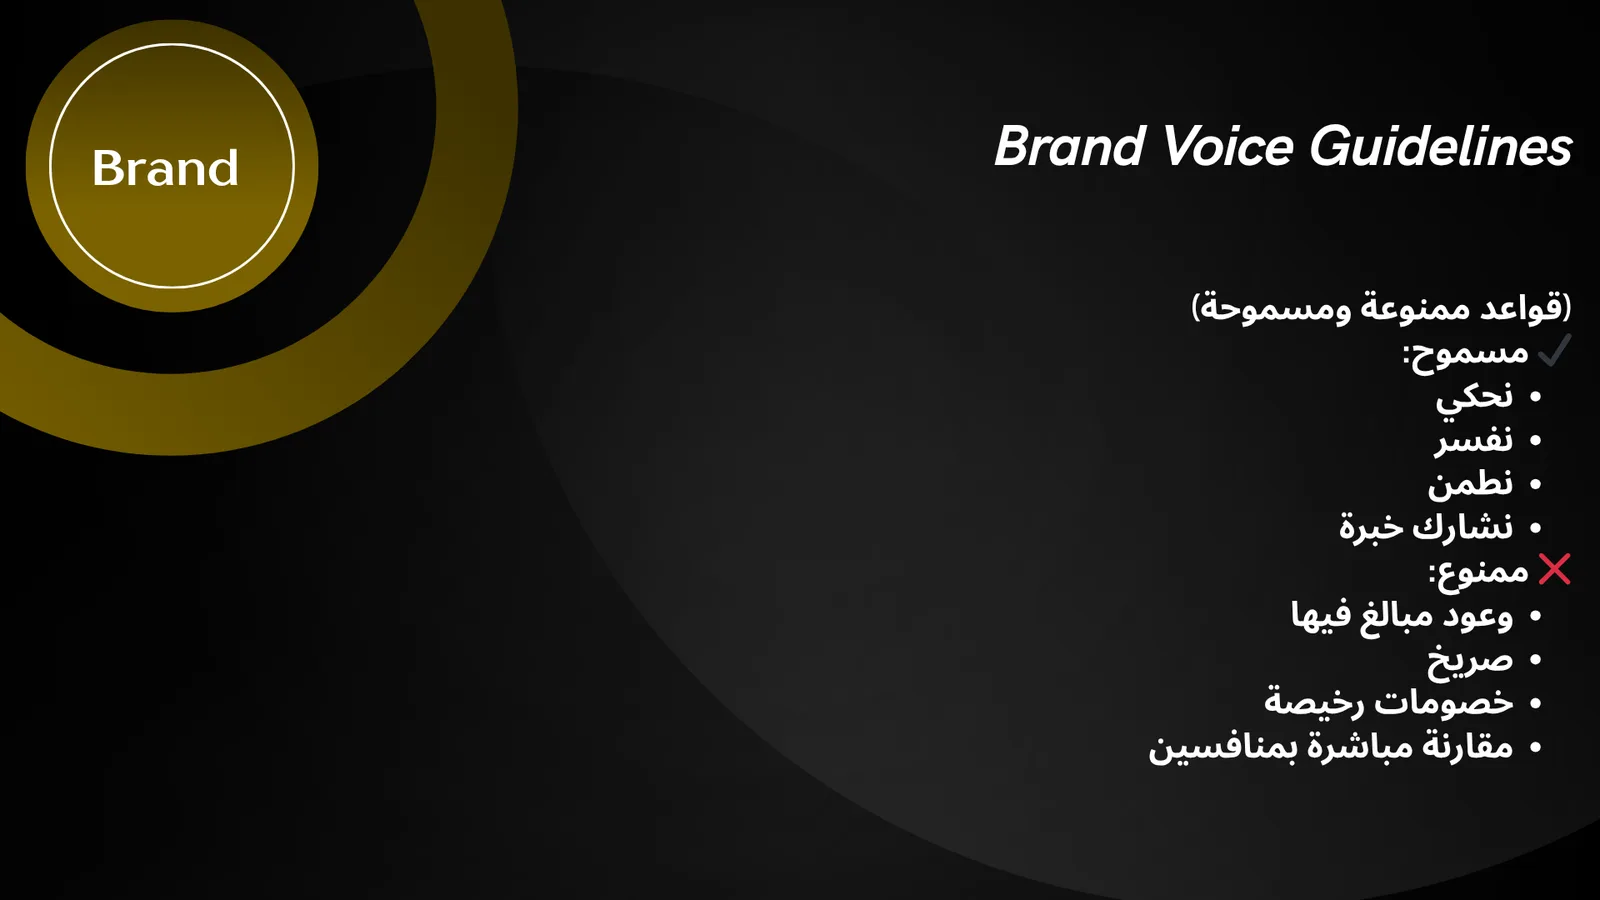 Brand
Brand Voice Guidelines
(قواعد ممنوعة ومسموحة)
✔ مسموح:
• نحكي
• نفسر
• نطمن
• نشارك خبرة
❌ ممنوع:
• وعود مبالغ فيها
• صريخ
• خصومات رخيصة
• مقارنة مباشرة بمنافسين